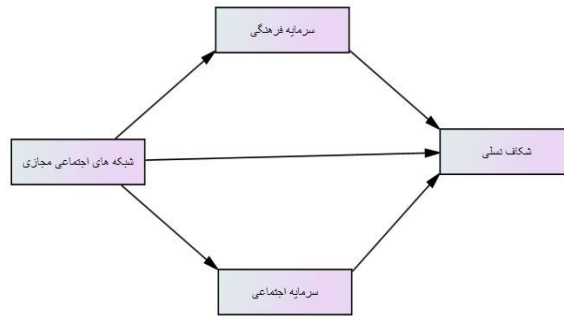 سرمایه فرهنگی
شبکه های اجتماعی مجازی
شکاف نسلی
سرمایه اجتماعی